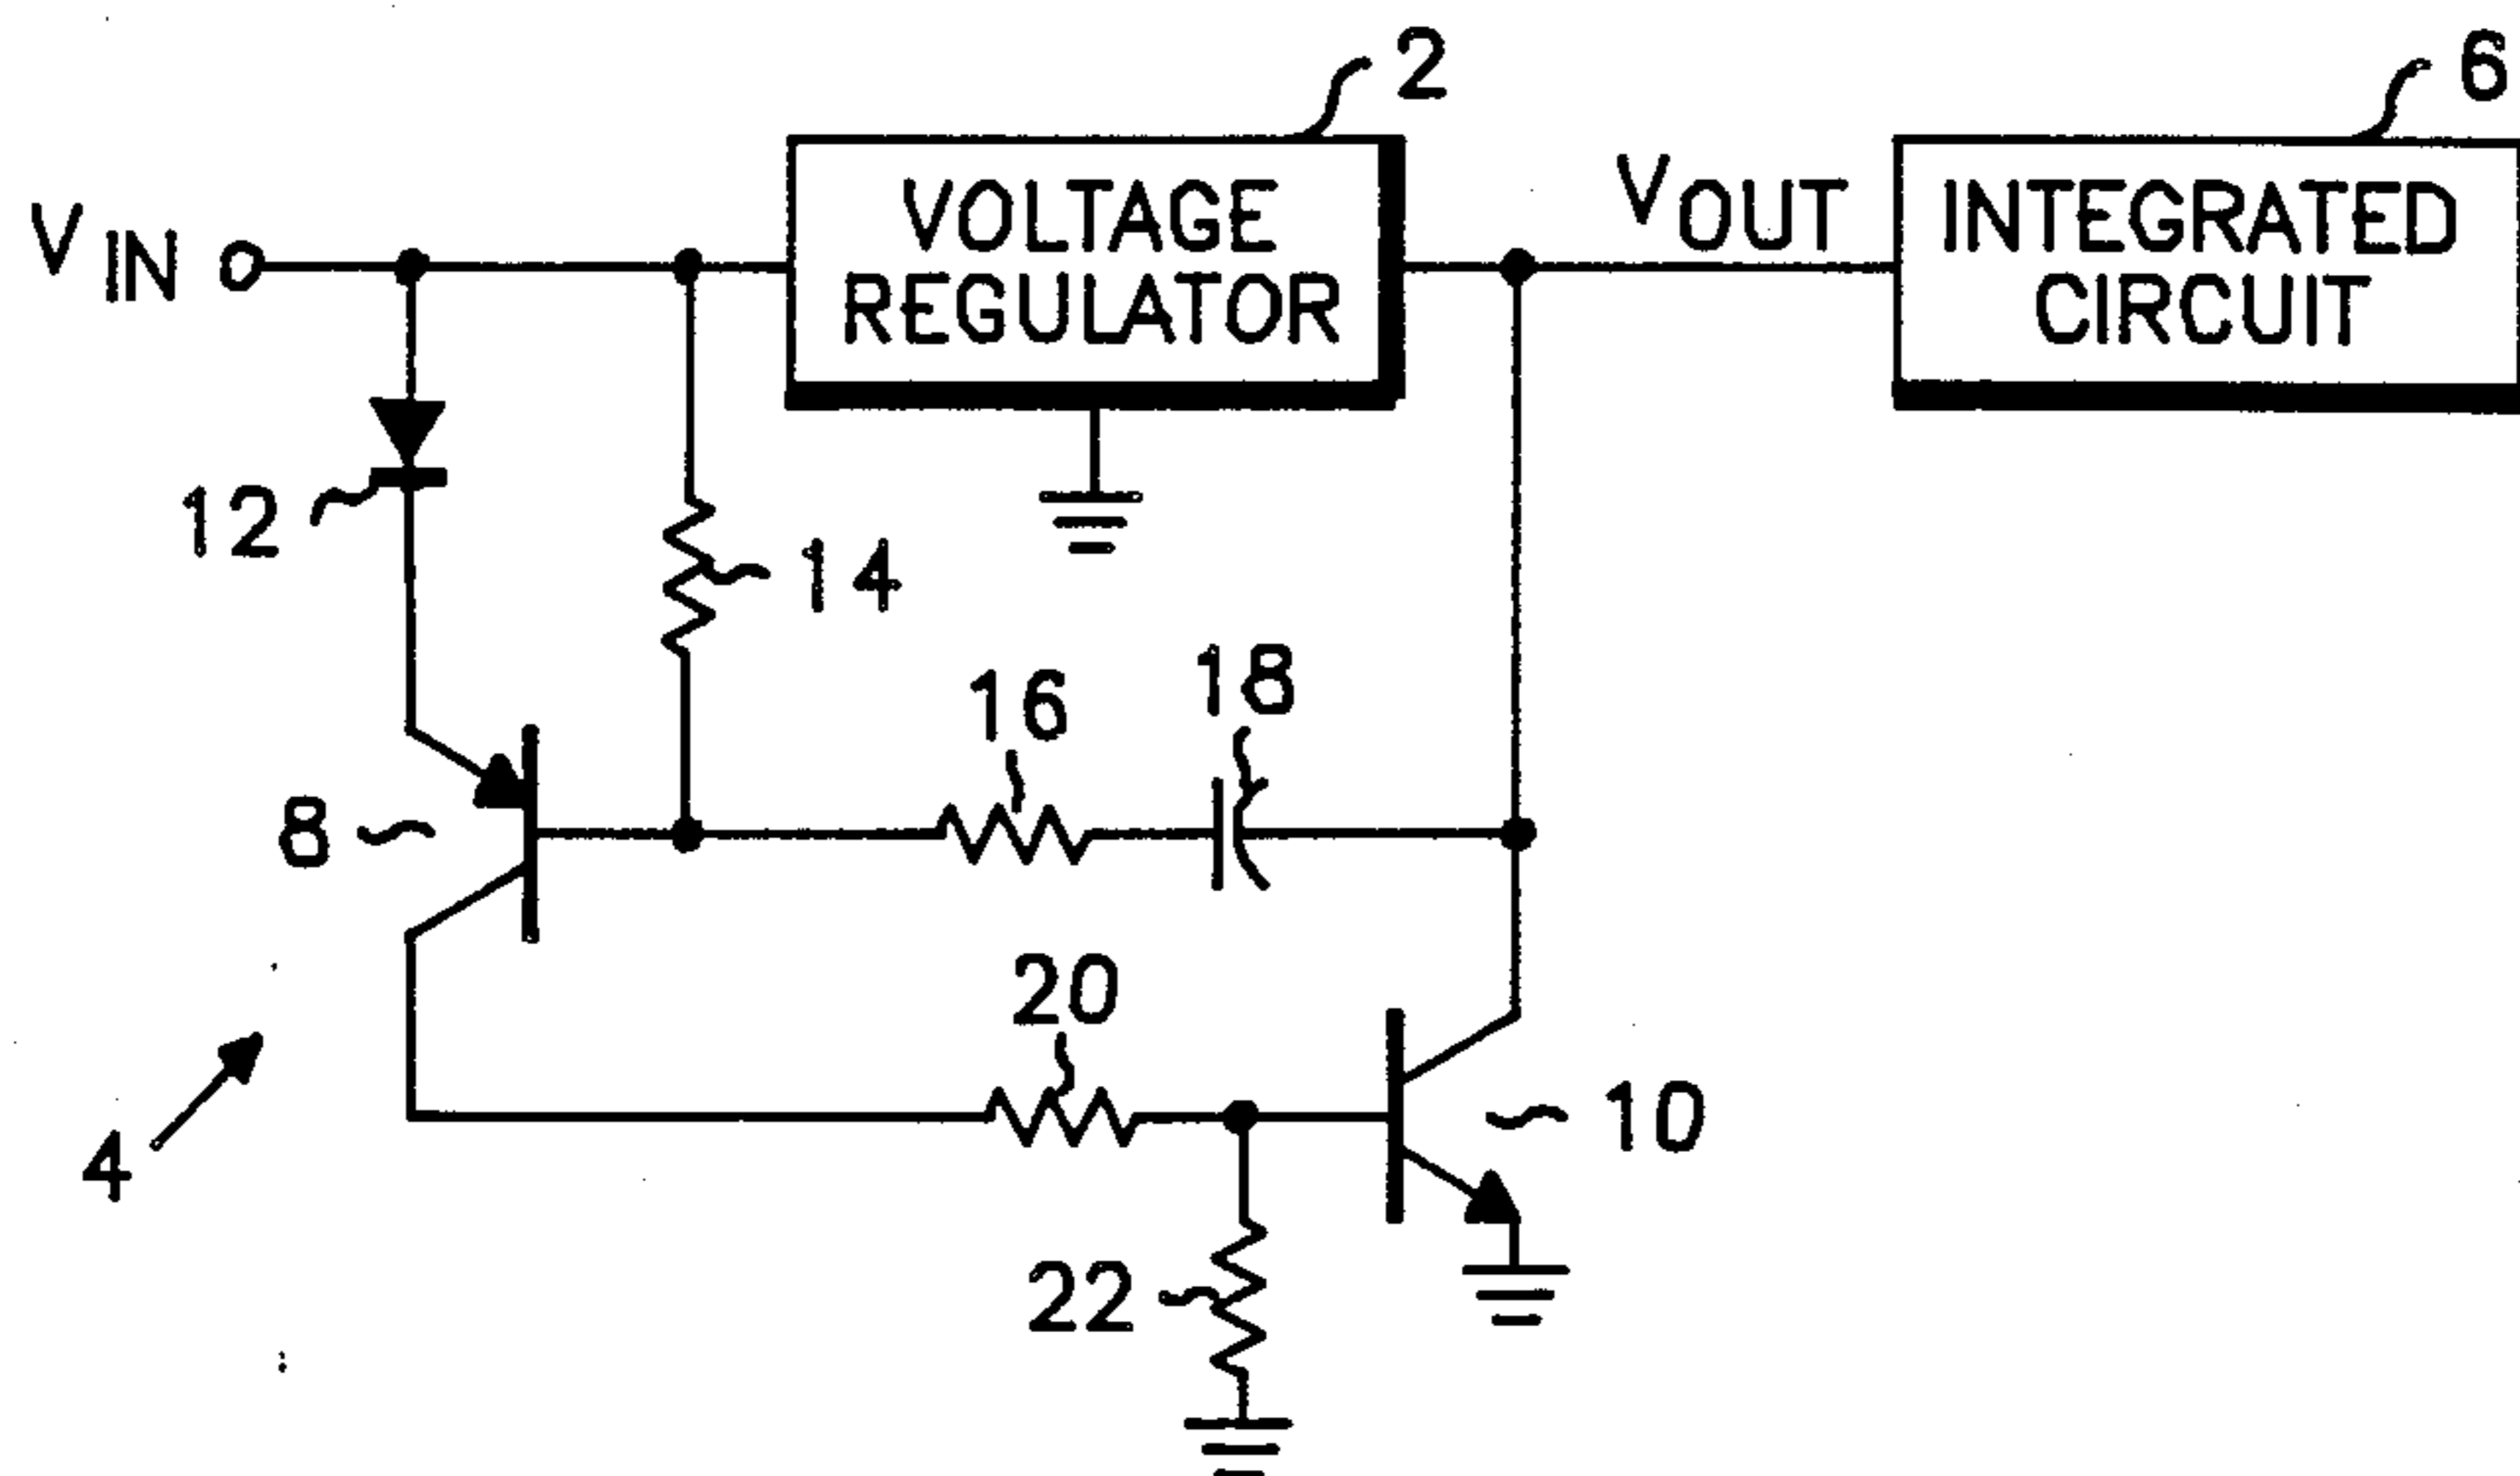 2
6
VOLTAGE
REGULATOR
VOUT
INTEGRATED
CIRCUIT
VIN
12
14
16
18
8
20
10
4
22